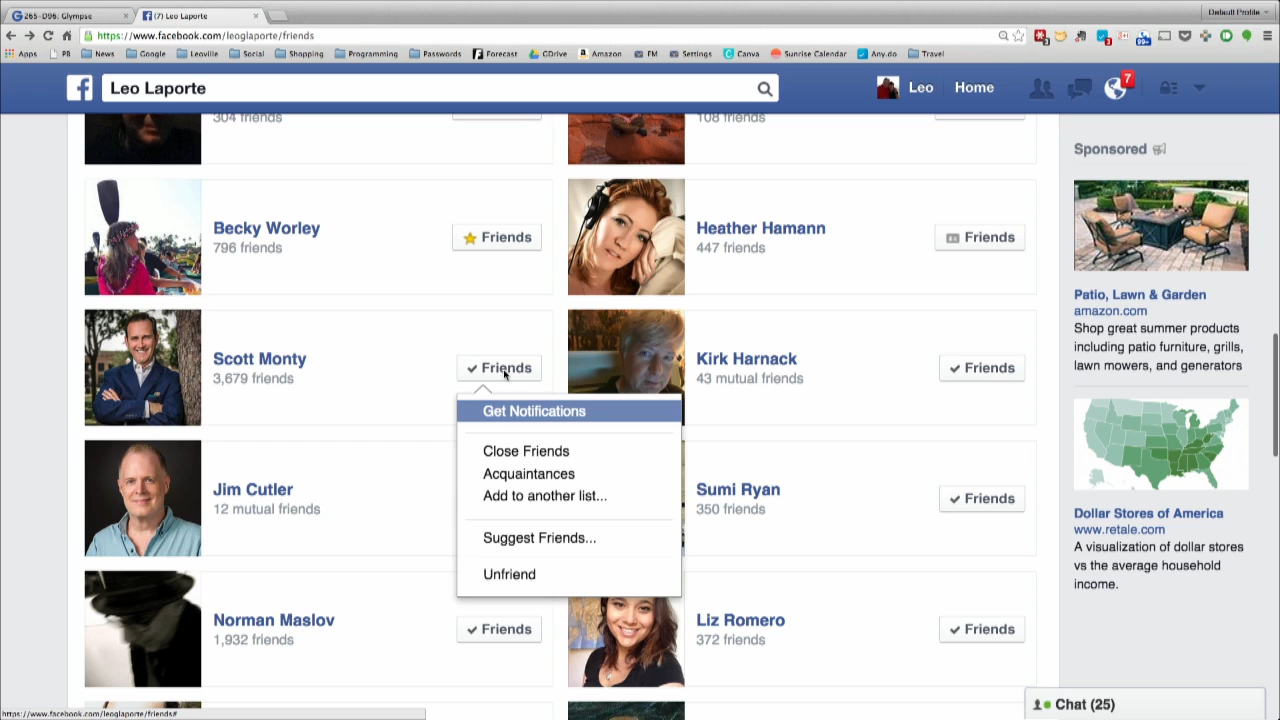 265-D96: Glympse
(7) Leo Laporte
Default Profile
https://www.facebook.com/leoglaporte/friends
Apps PB News Google Leoville Social Shopping Programming Passwords Forecast GDrive Amazon FM Settings Canva Sunrise Calendar Any.do Travel
Leo Laporte
Leo Home
7
304 friends
108 friends
Sponsored
Becky Worley
796 friends
Friends
Heather Hamann
447 friends
Friends
Patio, Lawn & Garden
amazon.com
Shop great summer products
including patio furniture, grills,
lawn mowers, and generators
Scott Monty
3,679 friends
Friends
Kirk Harnack
43 mutual friends
Friends
Get Notifications
Close Friends
Acquaintances
Add to another list...
Suggest Friends...
Unfriend
Jim Cutler
12 mutual friends
Sumi Ryan
350 friends
Friends
Dollar Stores of America
www.retale.com
A visualization of dollar stores
vs the average household
income.
Norman Maslov
1,932 friends
Friends
Liz Romero
372 friends
Friends
Chat (25)
https://www.facebook.com/leoglaporte/friends#